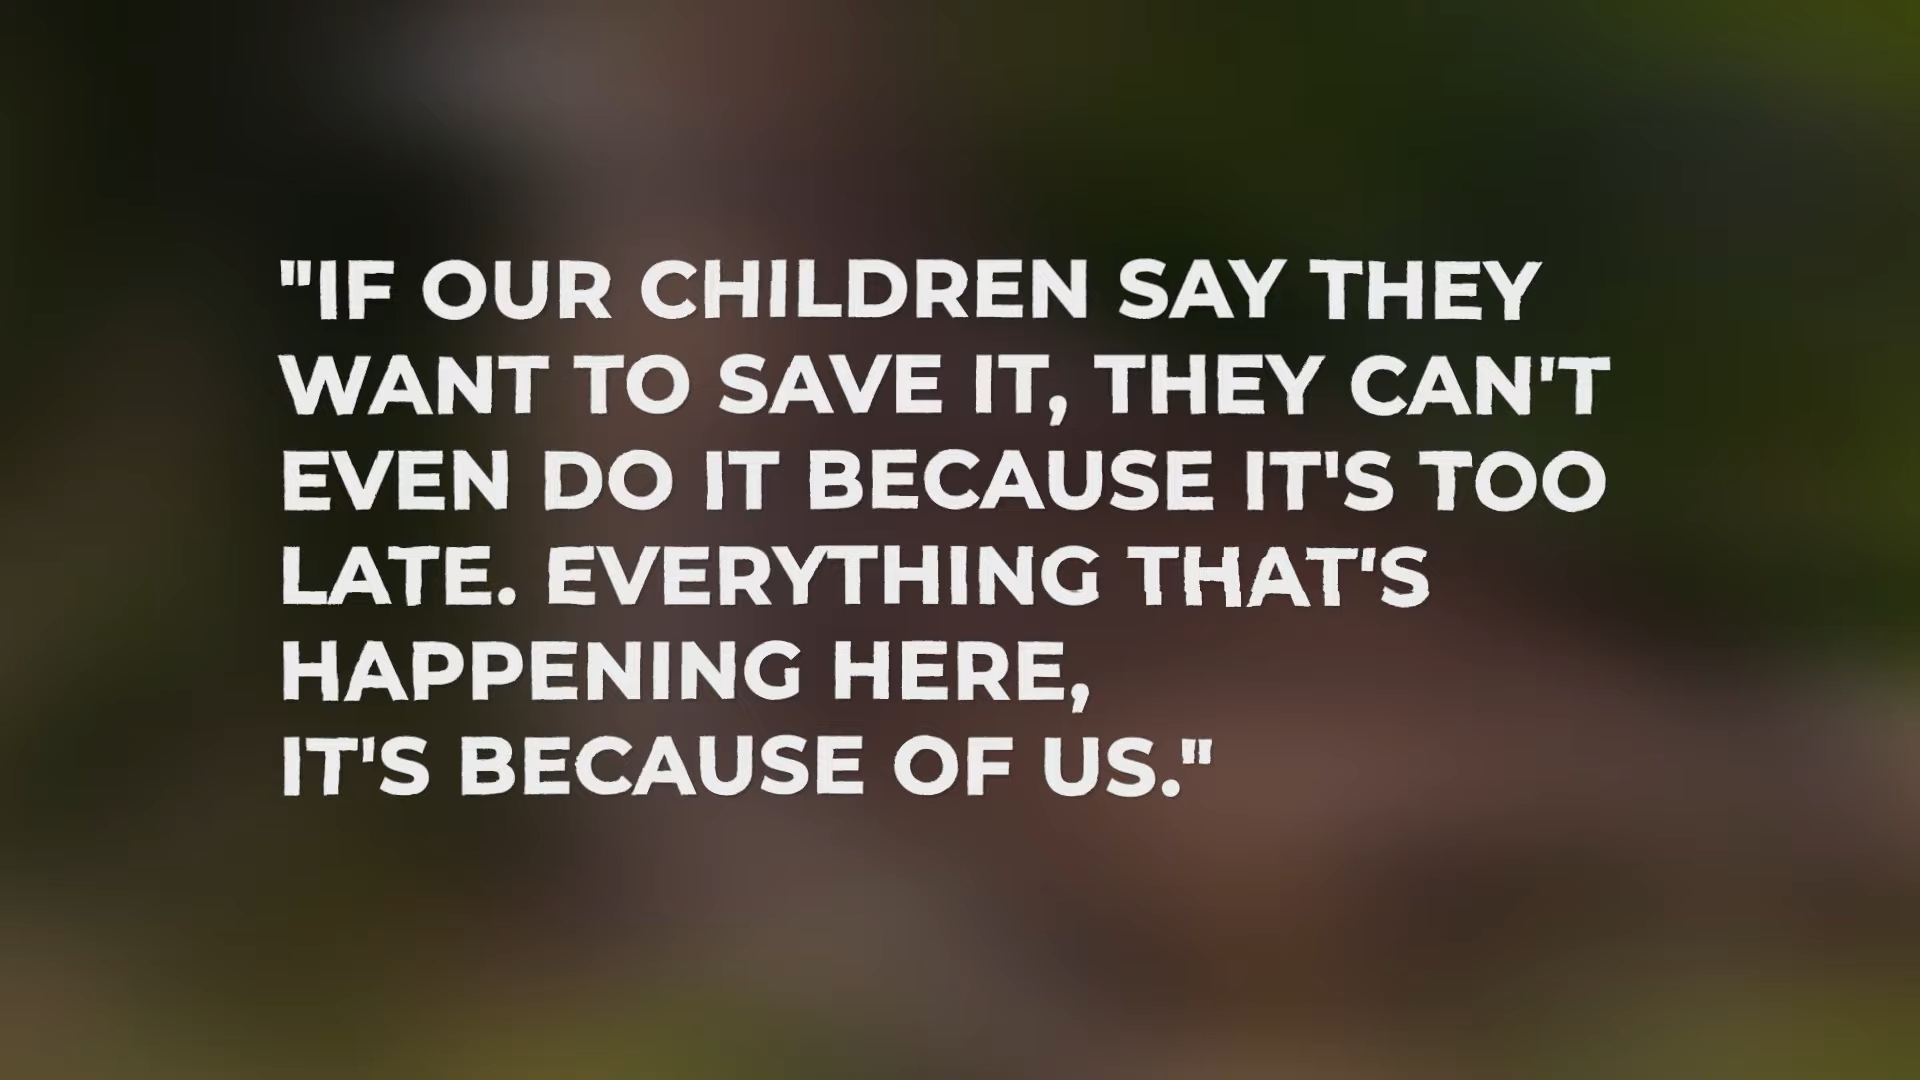 "IF OUR CHILDREN SAY THEY
WANT TO SAVE IT, THEY CAN'T
EVEN DO IT BECAUSE IT'S TOO
LATE. EVERYTHING THAT'S
HAPPENING HERE,
IT'S BECAUSE OF US."